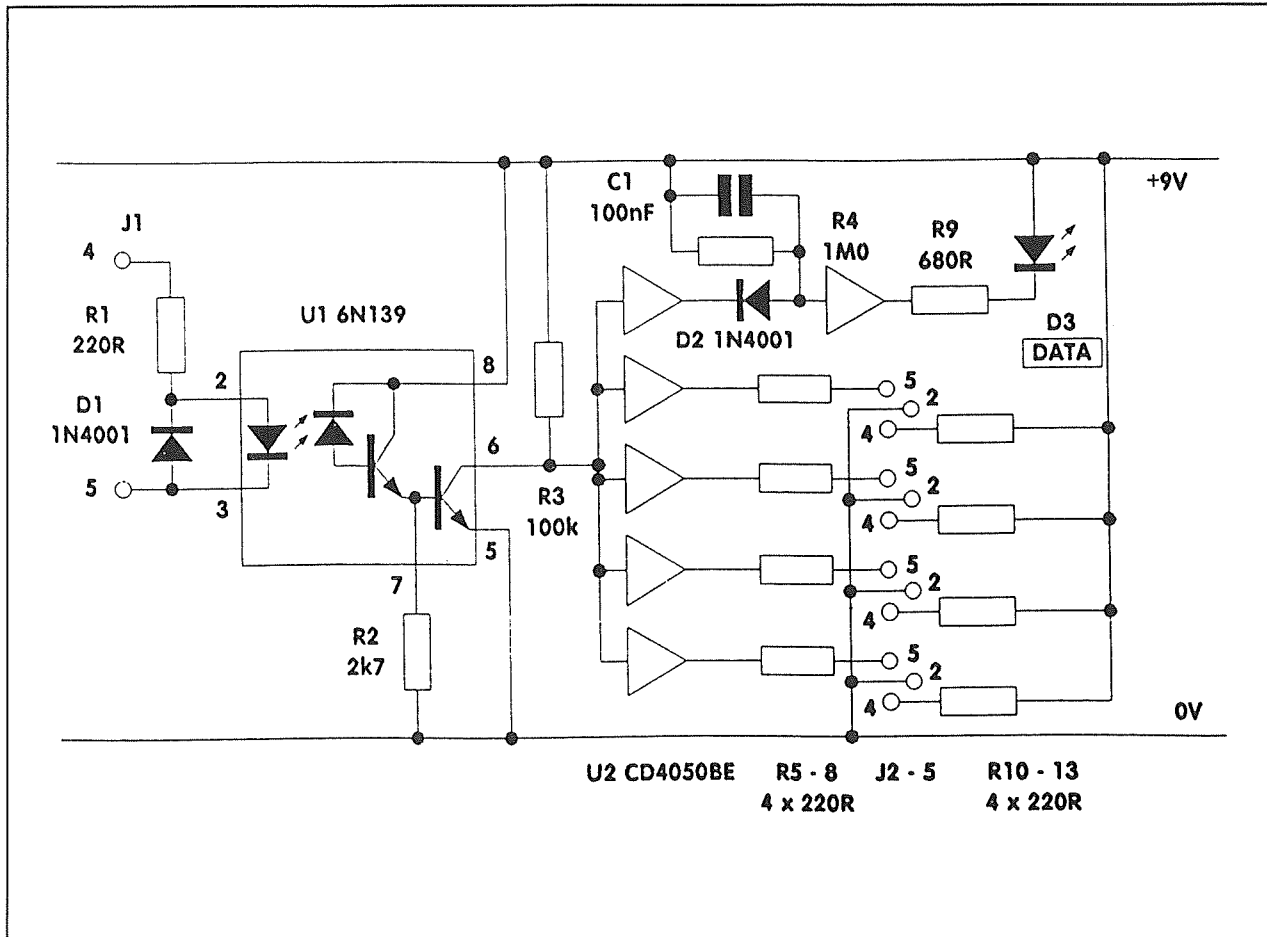 C1
100nF
+9V
J1
4
R4
1M0
R9
680R
R1
220R
U1 6N139
D2 1N4001
D3
DATA
8
2
5
2
4
D1
1N4001
6
5
2
4
5
3
R3
100k
5
7
5
2
4
R2
2k7
5
2
4
0V
U2 CD4050BE
R5 - 8
4 x 220R
J2 - 5
R10 - 13
4 x 220R